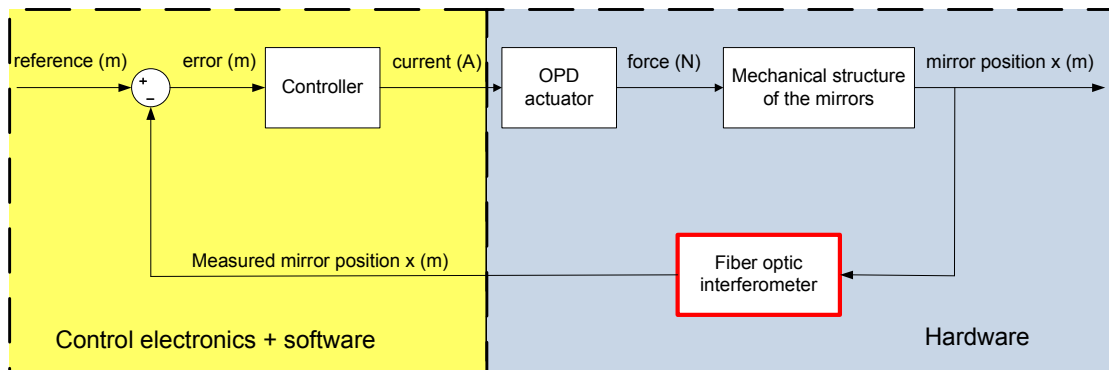 reference (m)
+
−
error (m)
Controller
current (A)
OPD
actuator
force (N)
Mechanical structure
of the mirrors
mirror position x (m)
Measured mirror position x (m)
Fiber optic
interferometer
Control electronics + software
Hardware